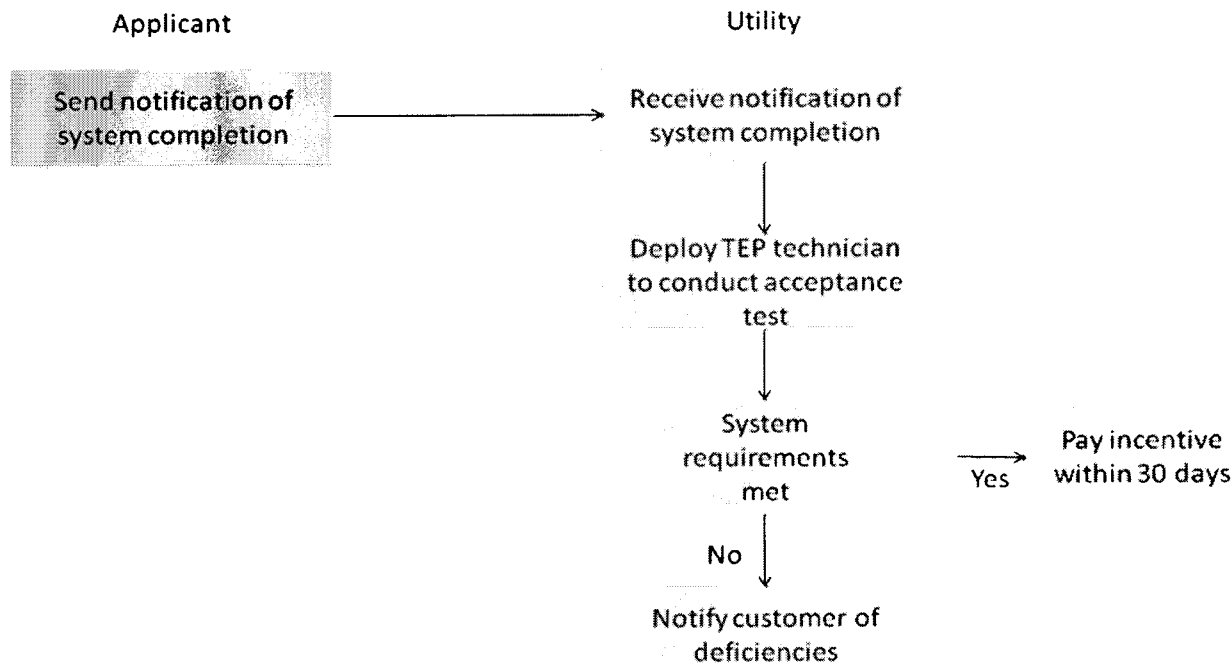 Applicant
Utility
Send notification of
system completion
Receive notification of
system completion
Deploy TEP technician
to conduct acceptance
test
System
requirements
met
Yes
Pay incentive
within 30 days
No
Notify customer of
deficiencies